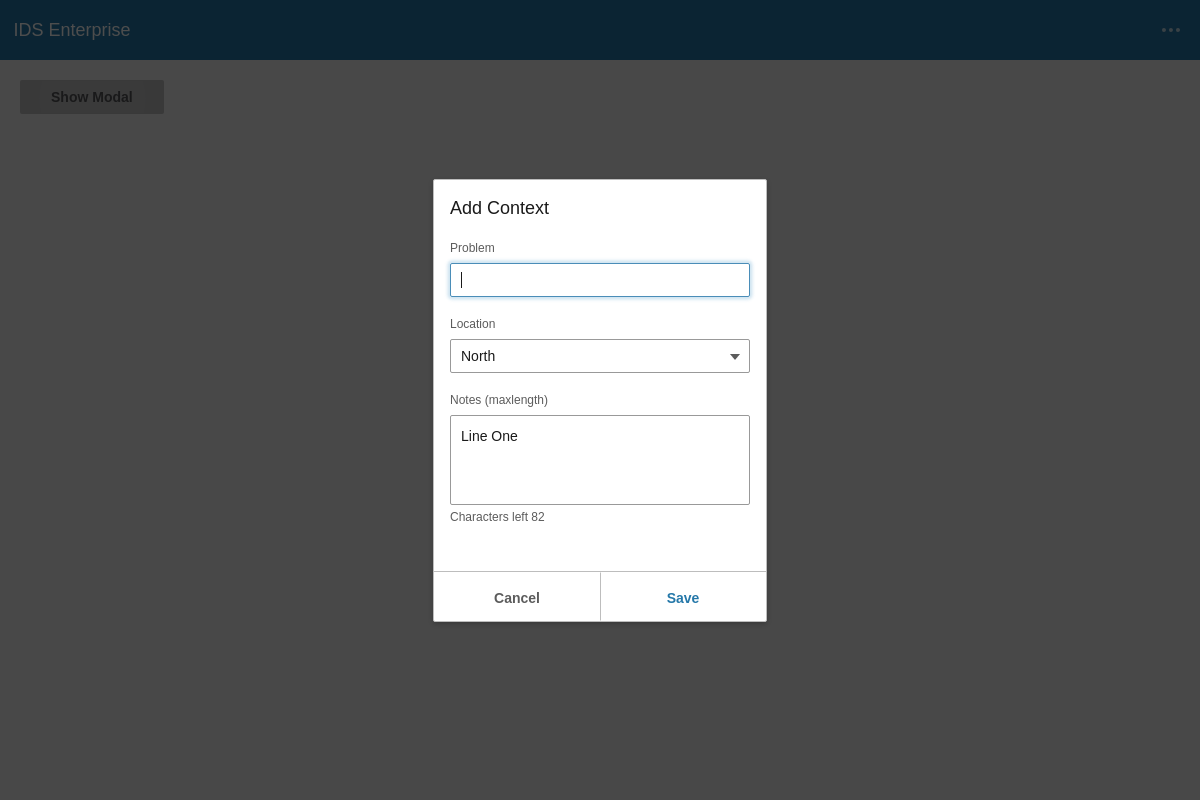 IDS Enterprise
Show Modal
Add Context
Problem
Location
North
Notes (maxlength)
Line One
Characters left 82
Cancel
Save